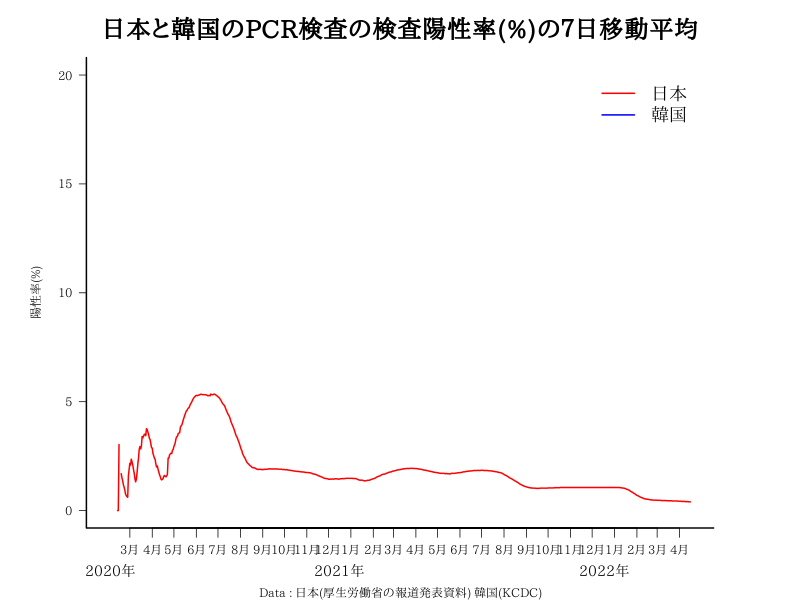 日本と韓国のPCR検査の検査陽性率(%)の7日移動平均
日本
韓国
陽性率(%)
20
15
10
5
0
3月 4月 5月 6月 7月 8月 9月 10月 11月 12月 1月 2月 3月 4月 5月 6月 7月 8月 9月 10月 11月 12月 1月 2月 3月 4月
2020年 2021年 2022年
Data : 日本(厚生労働省の報道発表資料) 韓国(KCDC)